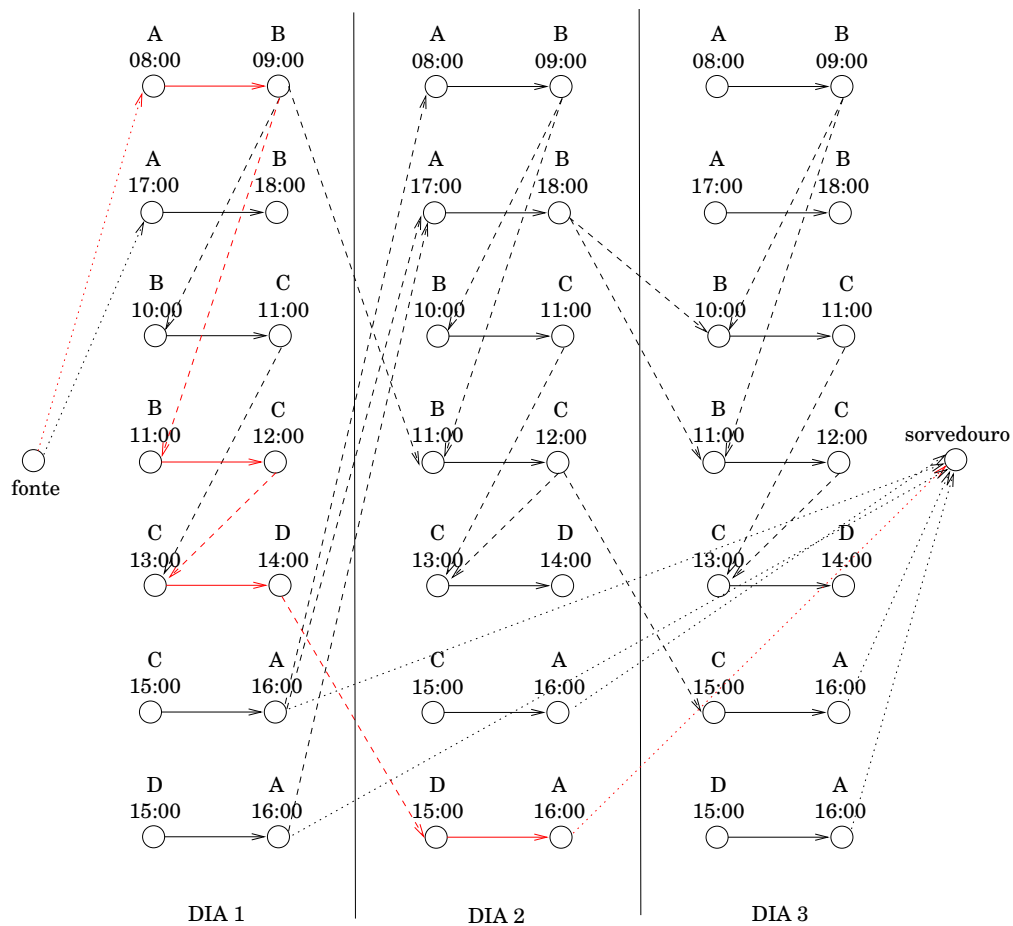 A B A B A B
08:00 09:00 08:00 09:00 08:00 09:00
A B A B A B
17:00 18:00 17:00 18:00 17:00 18:00
B C B C B C
10:00 11:00 10:00 11:00 10:00 11:00
B C B C B C
11:00 12:00 11:00 12:00 11:00 12:00
sorvedouro
fonte
C D C D C D
13:00 14:00 13:00 14:00 13:00 14:00
C A C A C A
15:00 16:00 15:00 16:00 15:00 16:00
D A D A D A
15:00 16:00 15:00 16:00 15:00 16:00
DIA 1 DIA 2 DIA 3